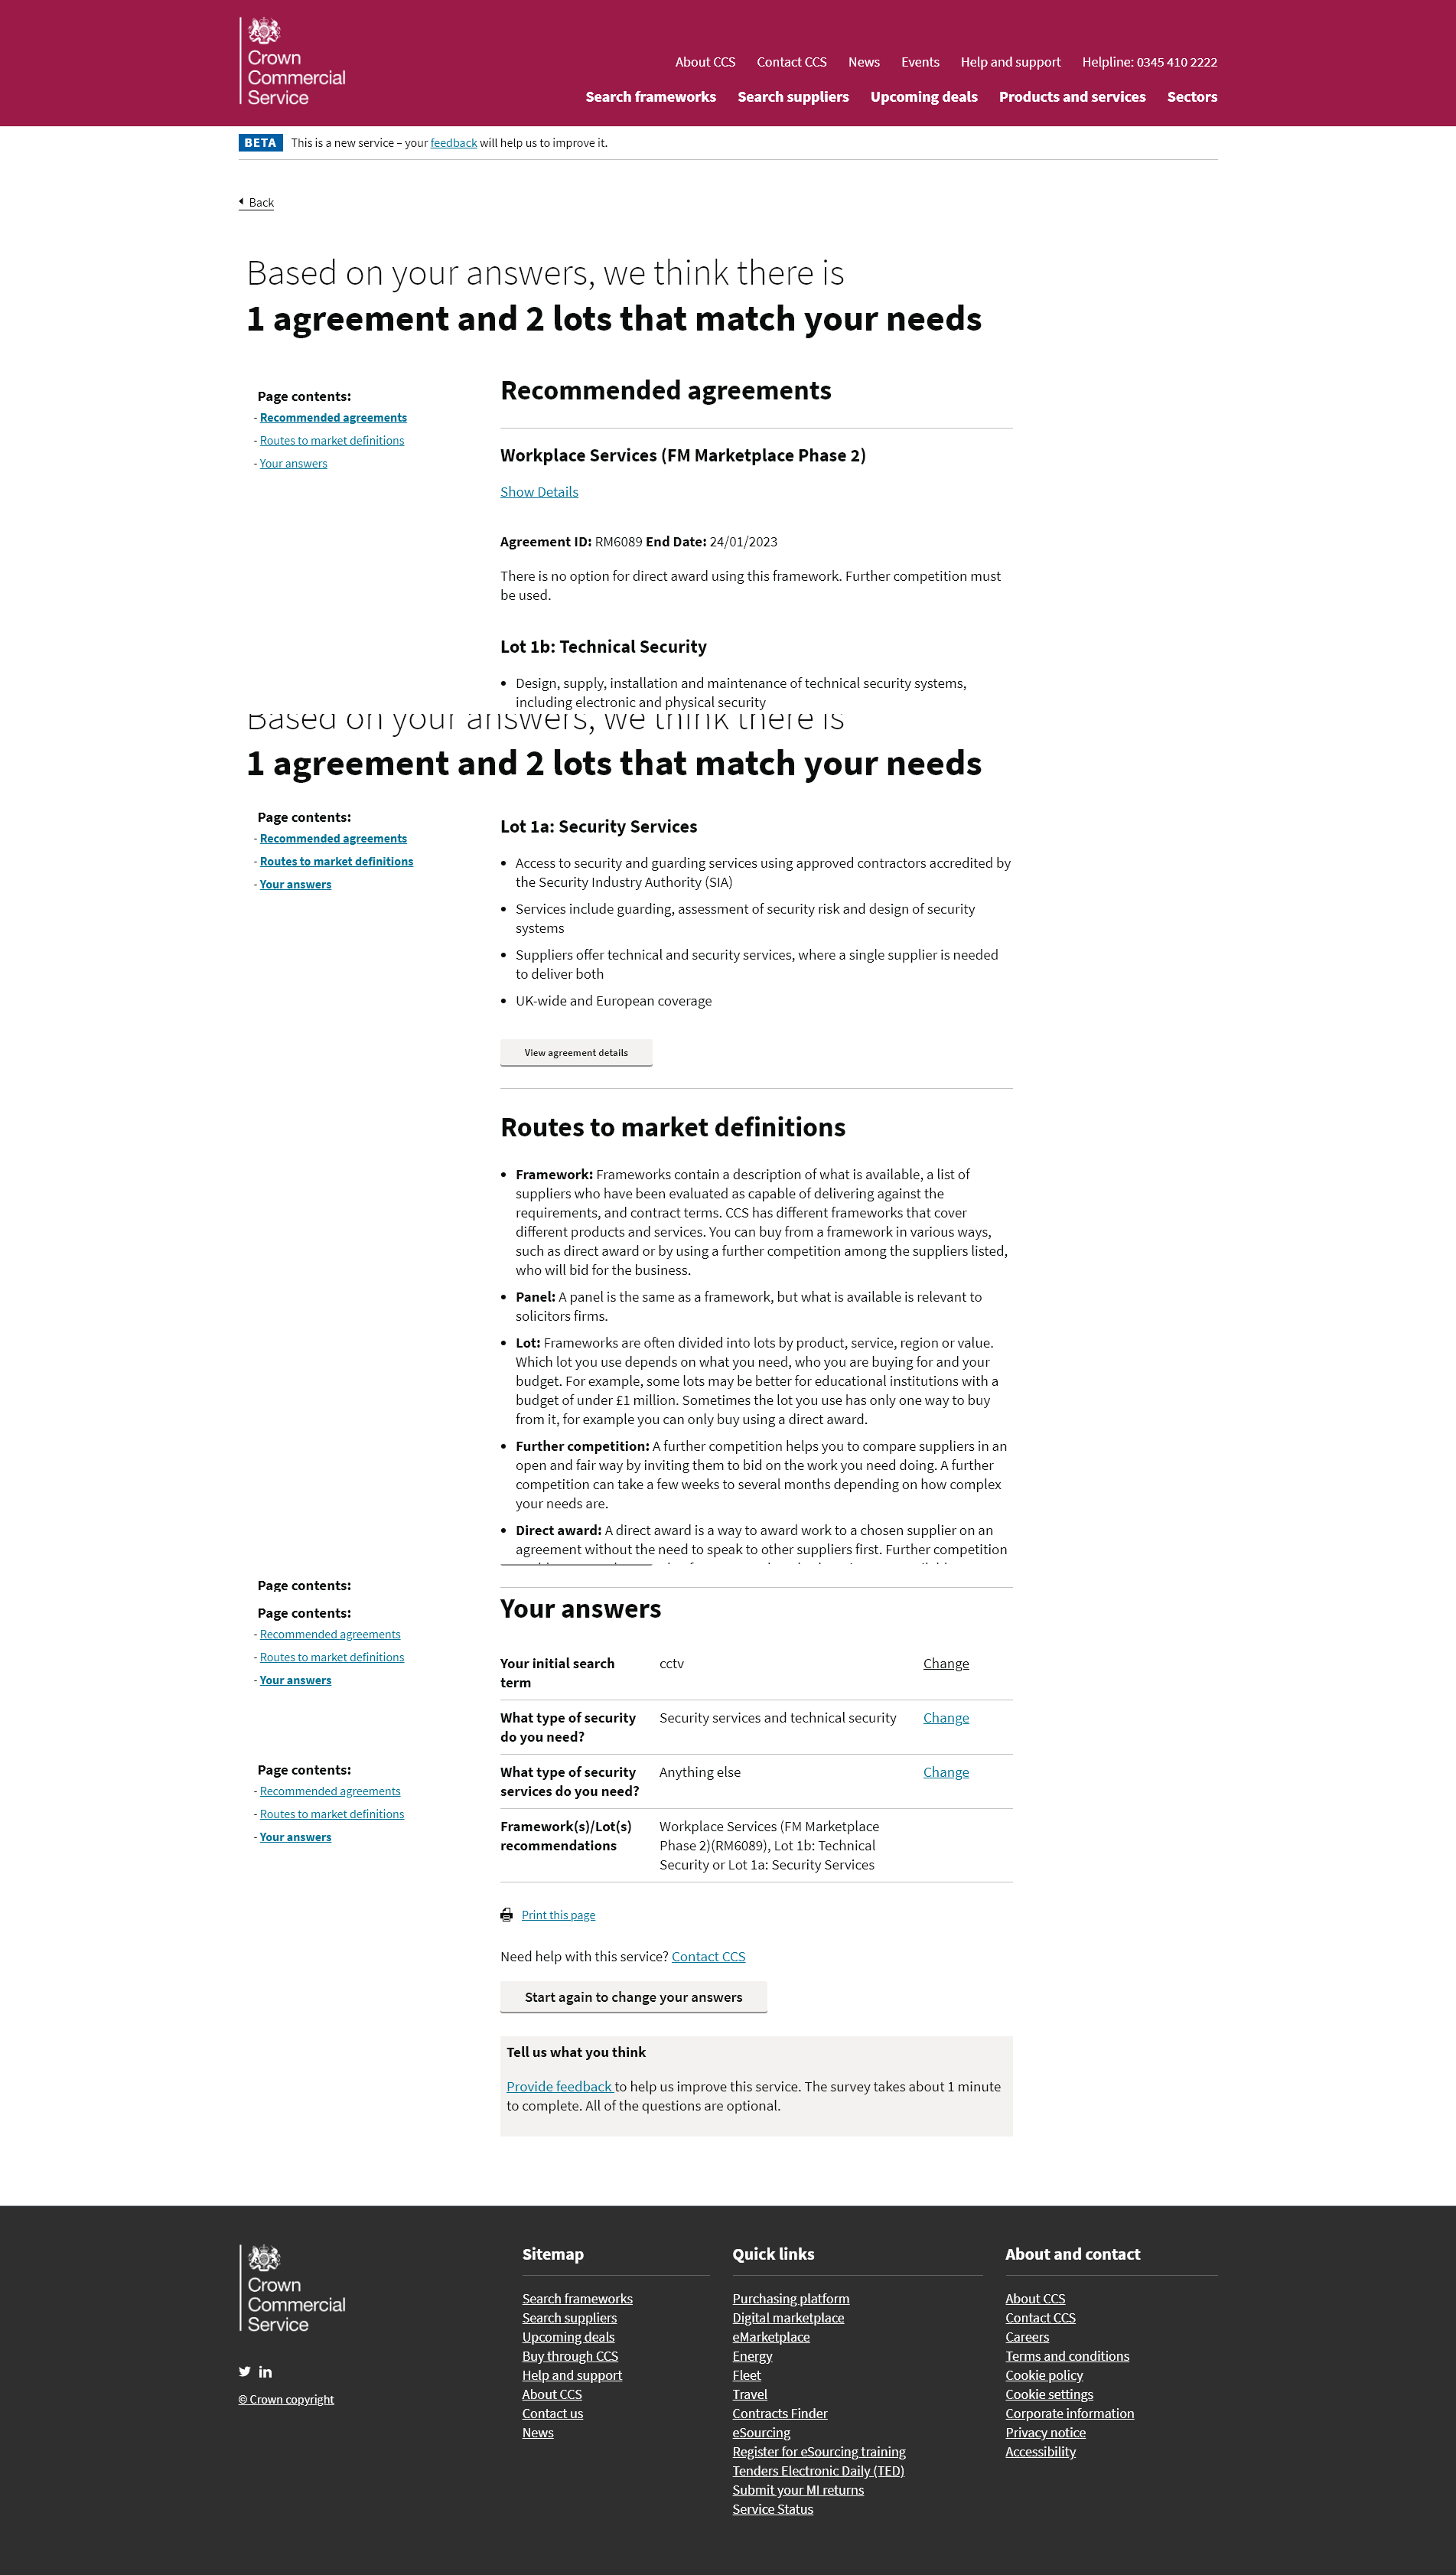 Crown
Commercial
Service
About CCS Contact CCS News Events Help and support Helpline: 0345 410 2222
Search frameworks Search suppliers Upcoming deals Products and services Sectors
BETA This is a new service – your feedback will help us to improve it.
Back
Based on your answers, we think there is
1 agreement and 2 lots that match your needs
Page contents:
- Recommended agreements
- Routes to market definitions
- Your answers
Recommended agreements
Workplace Services (FM Marketplace Phase 2)
Show Details
Agreement ID: RM6089 End Date: 24/01/2023
There is no option for direct award using this framework. Further competition must
be used.
Lot 1b: Technical Security
• Design, supply, installation and maintenance of technical security systems,
including electronic and physical security
Based on your answers, we think there is
1 agreement and 2 lots that match your needs
Page contents:
- Recommended agreements
- Routes to market definitions
- Your answers
Lot 1a: Security Services
• Access to security and guarding services using approved contractors accredited by
the Security Industry Authority (SIA)
• Services include guarding, assessment of security risk and design of security
systems
• Suppliers offer technical and security services, where a single supplier is needed
to deliver both
• UK-wide and European coverage
View agreement details
Routes to market definitions
• Framework: Frameworks contain a description of what is available, a list of
suppliers who have been evaluated as capable of delivering against the
requirements, and contract terms. CCS has different frameworks that cover
different products and services. You can buy from a framework in various ways,
such as direct award or by using a further competition among the suppliers listed,
who will bid for the business.
• Panel: A panel is the same as a framework, but what is available is relevant to
solicitors firms.
• Lot: Frameworks are often divided into lots by product, service, region or value.
Which lot you use depends on what you need, who you are buying for and your
budget. For example, some lots may be better for educational institutions with a
budget of under £1 million. Sometimes the lot you use has only one way to buy
from it, for example you can only buy using a direct award.
• Further competition: A further competition helps you to compare suppliers in an
open and fair way by inviting them to bid on the work you need doing. A further
competition can take a few weeks to several months depending on how complex
your needs are.
• Direct award: A direct award is a way to award work to a chosen supplier on an
agreement without the need to speak to other suppliers first. Further competition
Page contents:
Page contents:
- Recommended agreements
- Routes to market definitions
- Your answers
Page contents:
- Recommended agreements
- Routes to market definitions
- Your answers
Your answers
Your initial search
term
cctv
Change
What type of security
do you need?
Security services and technical security
Change
What type of security
services do you need?
Anything else
Change
Framework(s)/Lot(s)
recommendations
Workplace Services (FM Marketplace
Phase 2)(RM6089), Lot 1b: Technical
Security or Lot 1a: Security Services
Print this page
Need help with this service? Contact CCS
Start again to change your answers
Tell us what you think
Provide feedback to help us improve this service. The survey takes about 1 minute
to complete. All of the questions are optional.
Crown
Commercial
Service
© Crown copyright
Sitemap
Search frameworks
Search suppliers
Upcoming deals
Buy through CCS
Help and support
About CCS
Contact us
News
Quick links
Purchasing platform
Digital marketplace
eMarketplace
Energy
Fleet
Travel
Contracts Finder
eSourcing
Register for eSourcing training
Tenders Electronic Daily (TED)
Submit your MI returns
Service Status
About and contact
About CCS
Contact CCS
Careers
Terms and conditions
Cookie policy
Cookie settings
Corporate information
Privacy notice
Accessibility